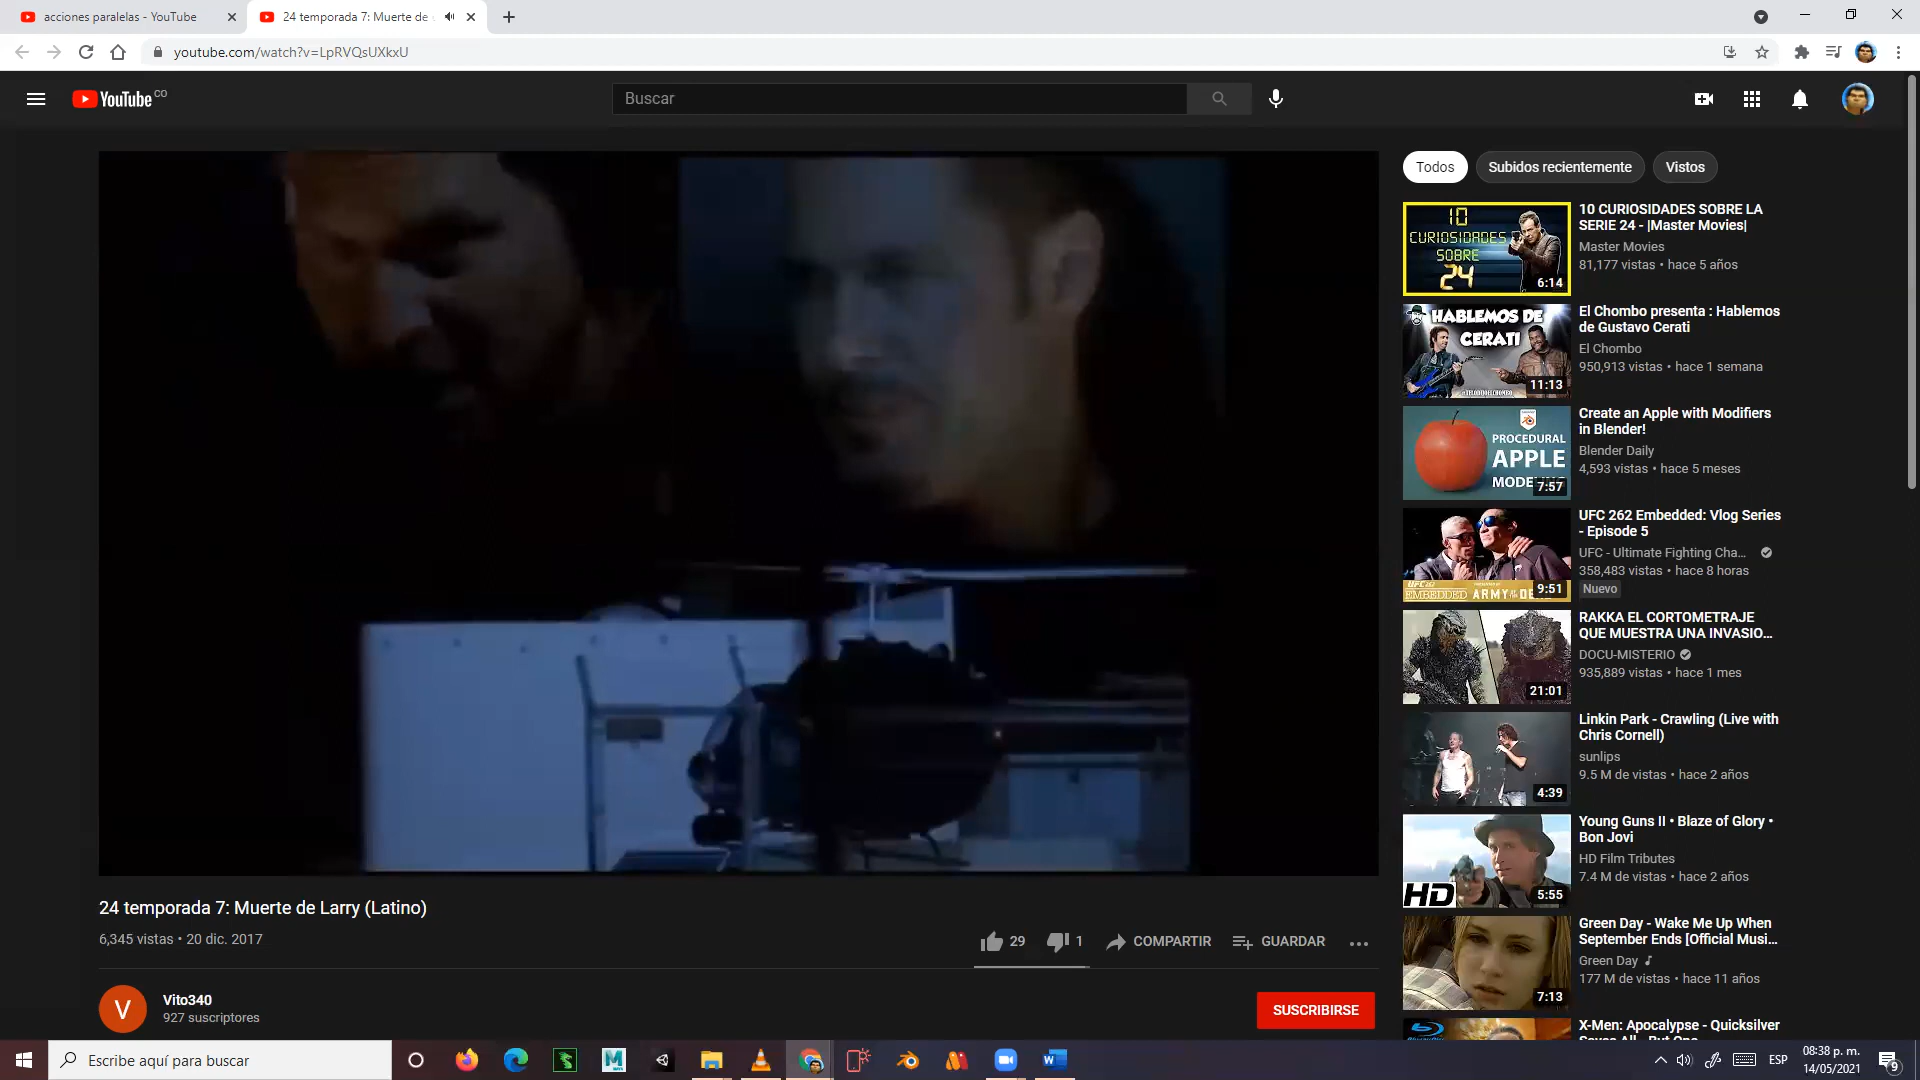 acciones paralelas - YouTube
24 temporada 7: Muerte de
youtube.com/watch?v=LpRVQsUXkxU
YouTube CO
Buscar
Todos
Subidos recientemente
Vistos
10
CURIOSIDADES
SOBRE
24
6:14
10 CURIOSIDADES SOBRE LA
SERIE 24 - |Master Movies|
Master Movies
81,177 vistas • hace 5 años
HABLEMOS DE
CERATI
11:13
El Chombo presenta : Hablemos
de Gustavo Cerati
El Chombo
950,913 vistas • hace 1 semana
PROCEDURAL
APPLE
7:57
Create an Apple with Modifiers
in Blender!
Blender Daily
4,593 vistas • hace 5 meses
EMBEDDED
9:51
UFC 262 Embedded: Vlog Series
- Episode 5
UFC - Ultimate Fighting Cha...
358,483 vistas • hace 8 horas
Nuevo
21:01
RAKKA EL CORTOMETRAJE
QUE MUESTRA UNA INVASIO...
DOCU-MISTERIO
935,889 vistas • hace 1 mes
4:39
Linkin Park - Crawling (Live with
Chris Cornell)
sunlips
9.5 M de vistas • hace 2 años
HD
5:55
Young Guns II • Blaze of Glory •
Bon Jovi
HD Film Tributes
7.4 M de vistas • hace 2 años
7:13
Green Day - Wake Me Up When
September Ends [Official Musi...
Green Day
177 M de vistas • hace 11 años
X-Men: Apocalypse - Quicksilver
24 temporada 7: Muerte de Larry (Latino)
6,345 vistas • 20 dic. 2017
29
1
COMPARTIR
GUARDAR
V
Vito340
927 suscriptores
SUSCRIBIRSE
Escribe aquí para buscar
ESP
08:38 p. m.
14/05/2021
9